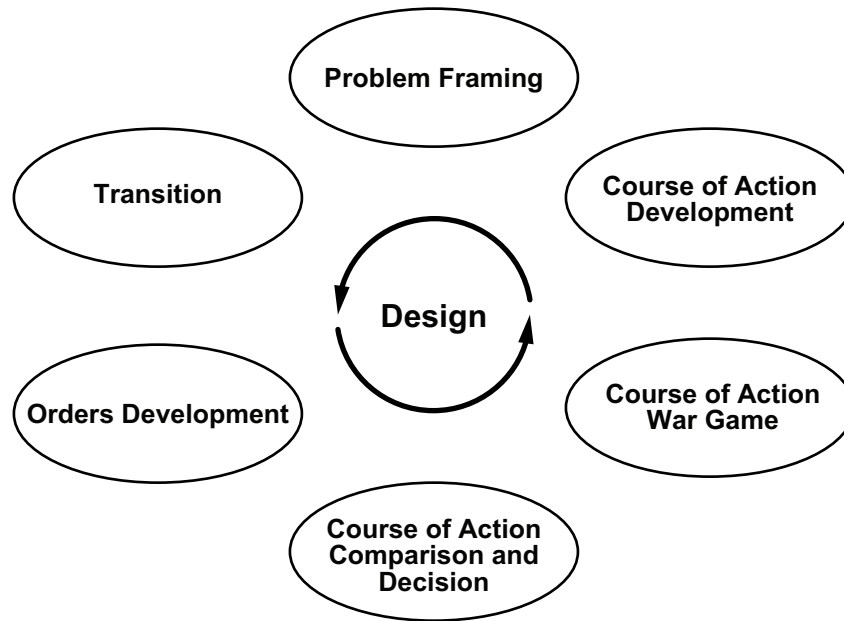 Problem Framing
Course of Action
Development
Course of Action
War Game
Course of Action
Comparison and
Decision
Orders Development
Transition
Design